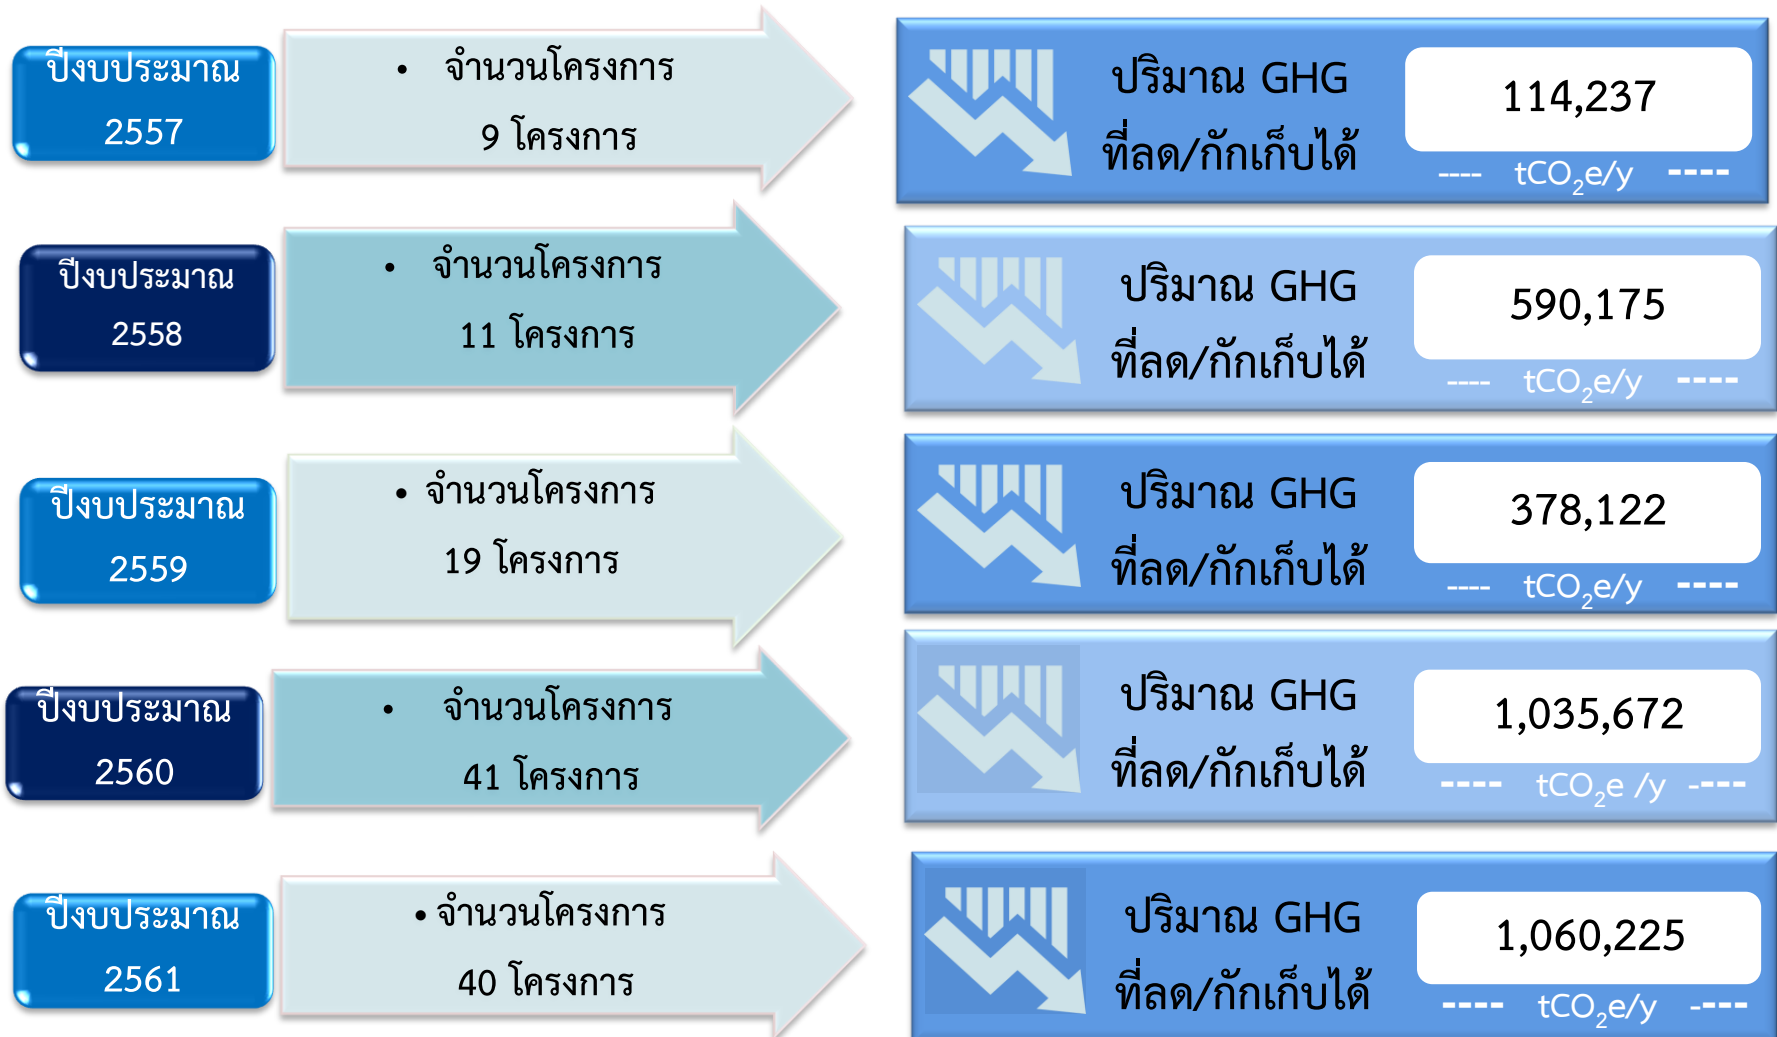 ปีงบประมาณ
2557
• จำนวนโครงการ
9 โครงการ
ปริมาณ GHG
ที่ลด/กักเก็บได้
114,237
---- tCO₂e/y ----
ปีงบประมาณ
2558
• จำนวนโครงการ
11 โครงการ
ปริมาณ GHG
ที่ลด/กักเก็บได้
590,175
---- tCO₂e/y ----
ปีงบประมาณ
2559
• จำนวนโครงการ
19 โครงการ
ปริมาณ GHG
ที่ลด/กักเก็บได้
378,122
---- tCO₂e/y ----
ปีงบประมาณ
2560
• จำนวนโครงการ
41 โครงการ
ปริมาณ GHG
ที่ลด/กักเก็บได้
1,035,672
---- tCO₂e /y ----
ปีงบประมาณ
2561
• จำนวนโครงการ
40 โครงการ
ปริมาณ GHG
ที่ลด/กักเก็บได้
1,060,225
---- tCO₂e/y ----